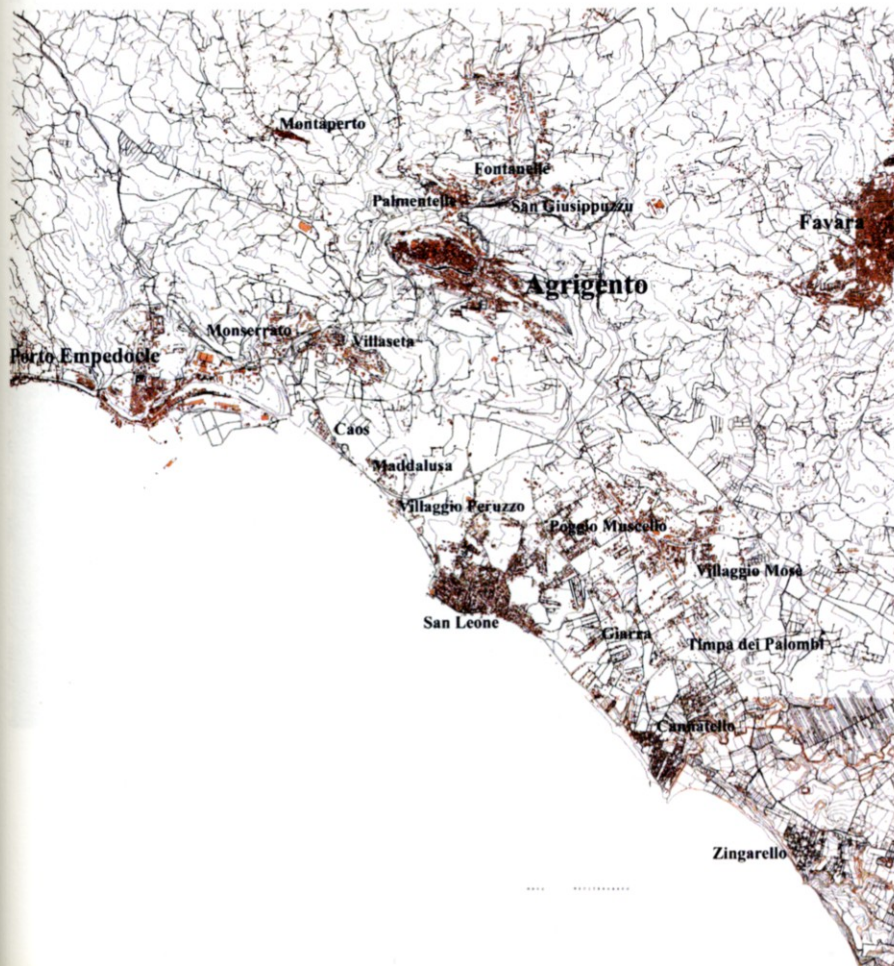 Montaperto
Fontanelle
Palmentella
San Giusippuzzu
Favara
Agrigento
Monserrato
Villaseta
Porto Empedocle
Caos
Maddalusa
Villaggio Peruzzo
Poggio Muscello
Villaggio Mosè
San Leone
Giarra
Timpa dei Palombi
Cannatello
Zingarello